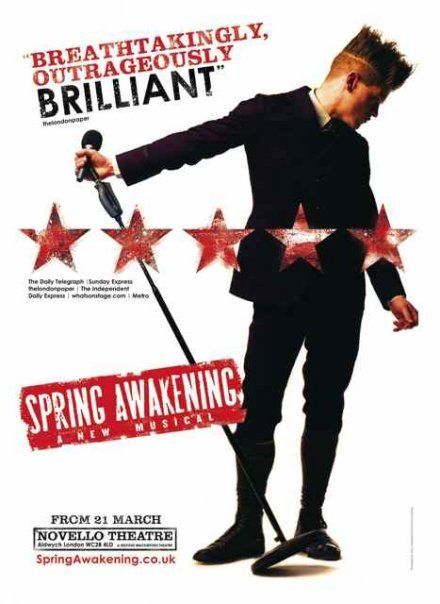 "BREATHTAKINGLY,
OUTRAGEOUSLY
BRILLIANT"
thelondonpaper
The Daily Telegraph | Sunday Express
thelondonpaper | The Independent
Daily Express | whatsonstage.com | Metro
SPRING AWAKENING
A NEW MUSICAL
FROM 21 MARCH
NOVELLO THEATRE
Aldwych London WC2B 4LD
SpringAwakening.co.uk